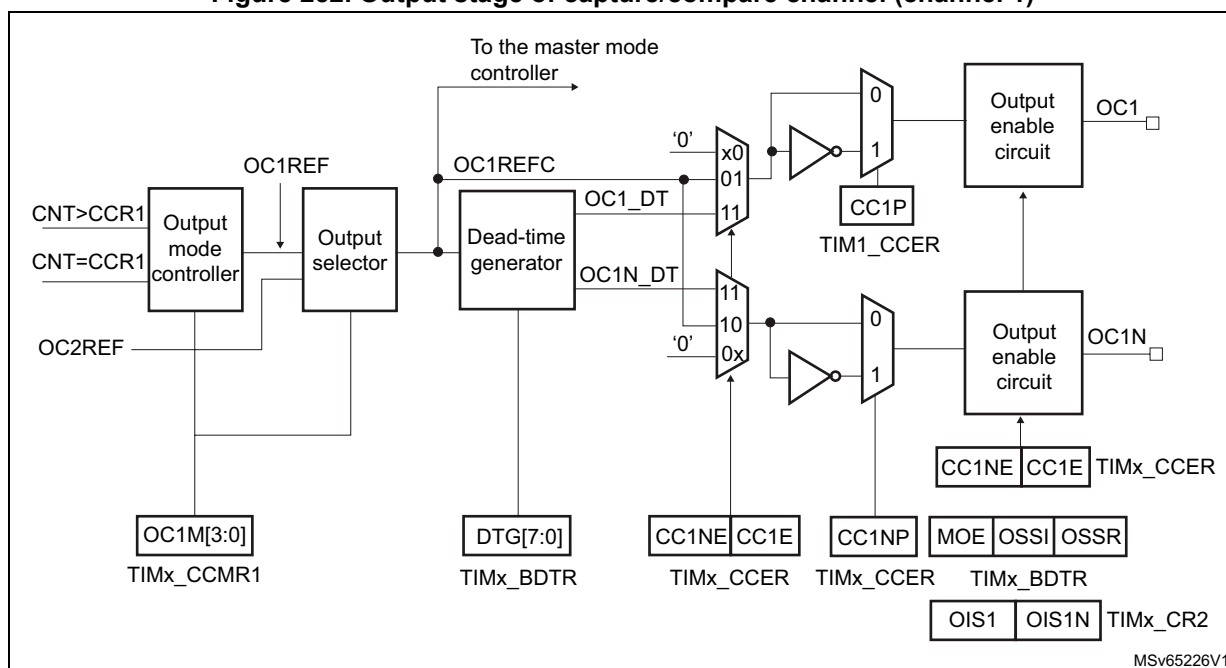 Figure 262. Output stage of capture/compare channel (channel 1)
To the master mode
controller
OC1REF
OC1REFC
CNT>CCR1
CNT=CCR1
OC2REF
Output
mode
controller
Output
selector
Dead-time
generator
OC1_DT
OC1N_DT
'0'
x0
01
11
11
10
0x
'0'
0
1
CC1P
TIM1_CCER
0
1
Output
enable
circuit
OC1
Output
enable
circuit
OC1N
CC1NE CC1E TIMx_CCER
OC1M[3:0]
TIMx_CCMR1
DTG[7:0]
TIMx_BDTR
CC1NE CC1E
TIMx_CCER
CC1NP
TIMx_CCER
MOE OSSI OSSR
TIMx_BDTR
OIS1 OIS1N TIMx_CR2
MSv65226V1